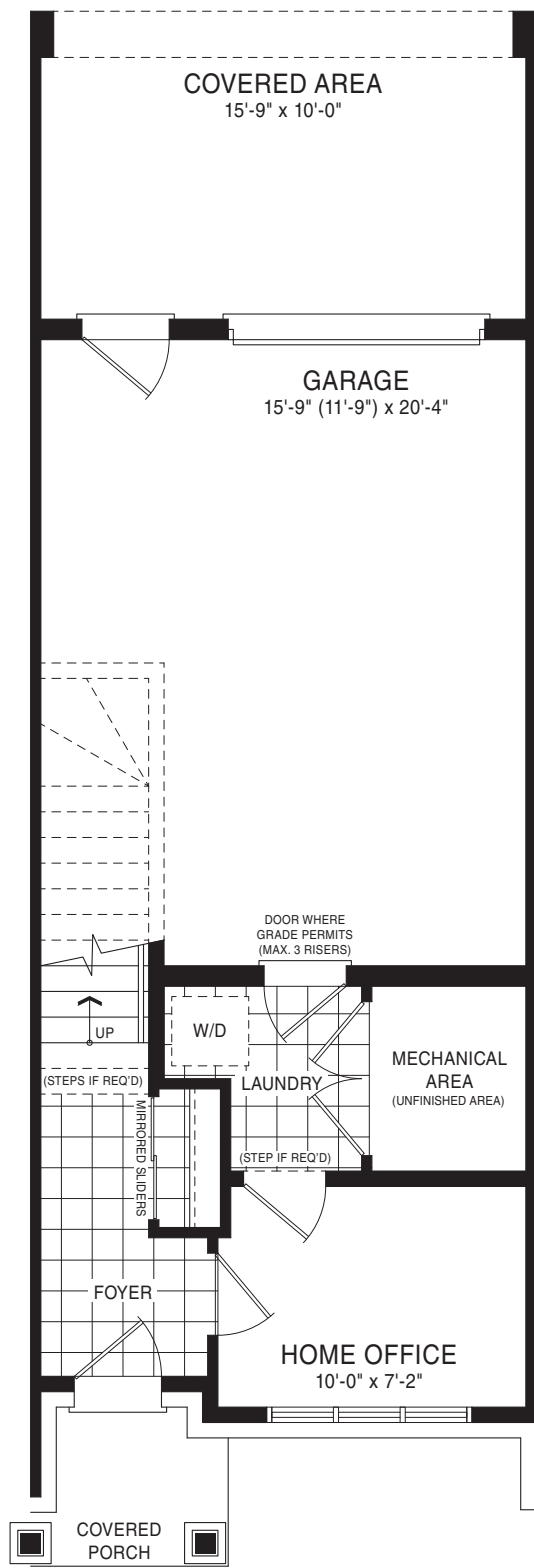 COVERED AREA
15'-9" x 10'-0"
GARAGE
15'-9" (11'-9") x 20'-4"
DOOR WHERE
GRADE PERMITS
(MAX. 3 RISERS)
UP
W/D
MECHANICAL
AREA
(UNFINISHED AREA)
(STEPS IF REQ'D)
LAUNDRY
MIRRORED SLIDERS
(STEP IF REQ'D)
FOYER
HOME OFFICE
10'-0" x 7'-2"
COVERED
PORCH